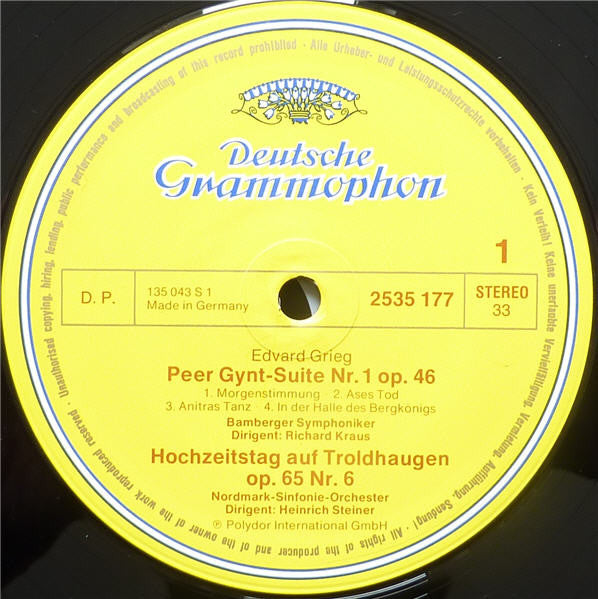 Deutsche
Grammophon
1
D. P.
135 043 S 1
Made in Germany
2535 177
STEREO
33
Edvard Grieg
Peer Gynt-Suite Nr. 1 op. 46
1. Morgenstimmung · 2. Ases Tod
3. Anitras Tanz · 4. In der Halle des Bergkönigs
Bamberger Symphoniker
Dirigent: Richard Kraus
Hochzeitstag auf Troldhaugen
op. 65 Nr. 6
Nordmark-Sinfonie-Orchester
Dirigent: Heinrich Steiner
℗ Polydor International GmbH
Alle Urheber- und Leistungsschutzrechte vorbehalten · Kein Verleih! Keine unerlaubte Vervielfältigung, Vermietung, Aufführung, Sendung! · All rights of the producer and of the owner of the work reproduced reserved · Unauthorised copying, hiring, lending, public performance and broadcasting of this record prohibited ·